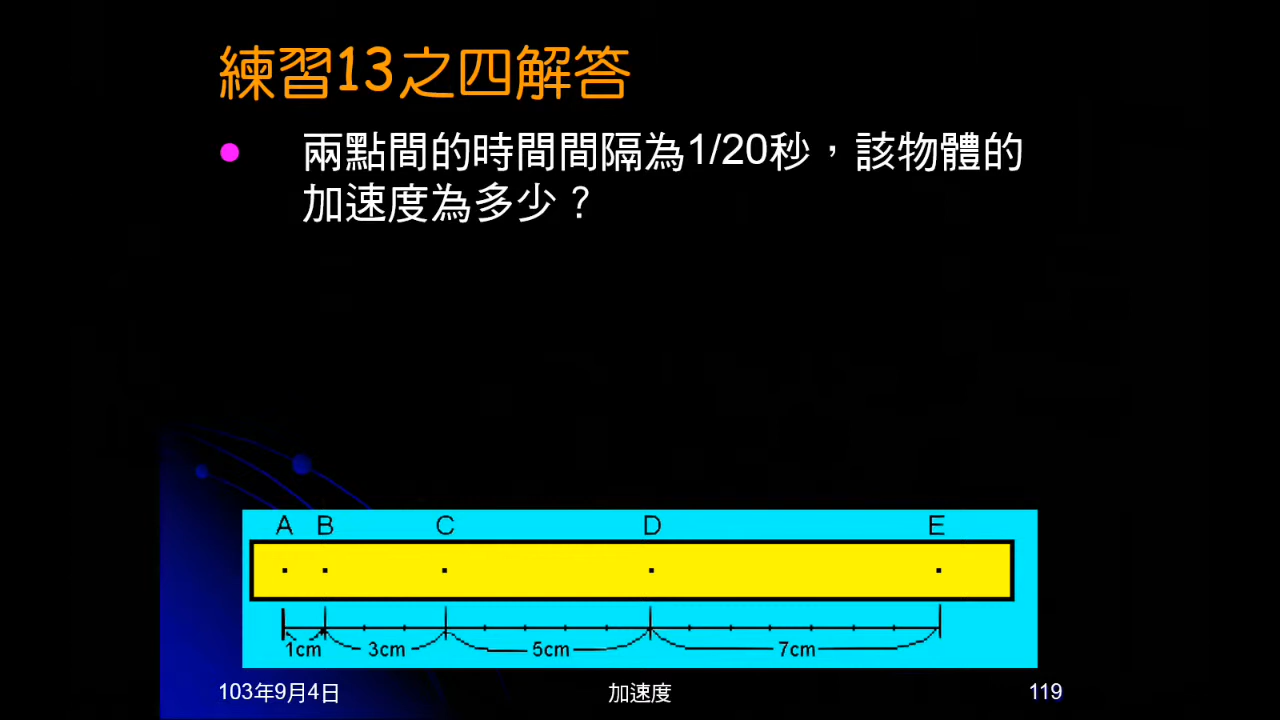 練習13之四解答
兩點間的時間間隔為1/20秒，該物體的
加速度為多少？
A B C D E
1cm 3cm 5cm 7cm
103年9月4日 加速度 119